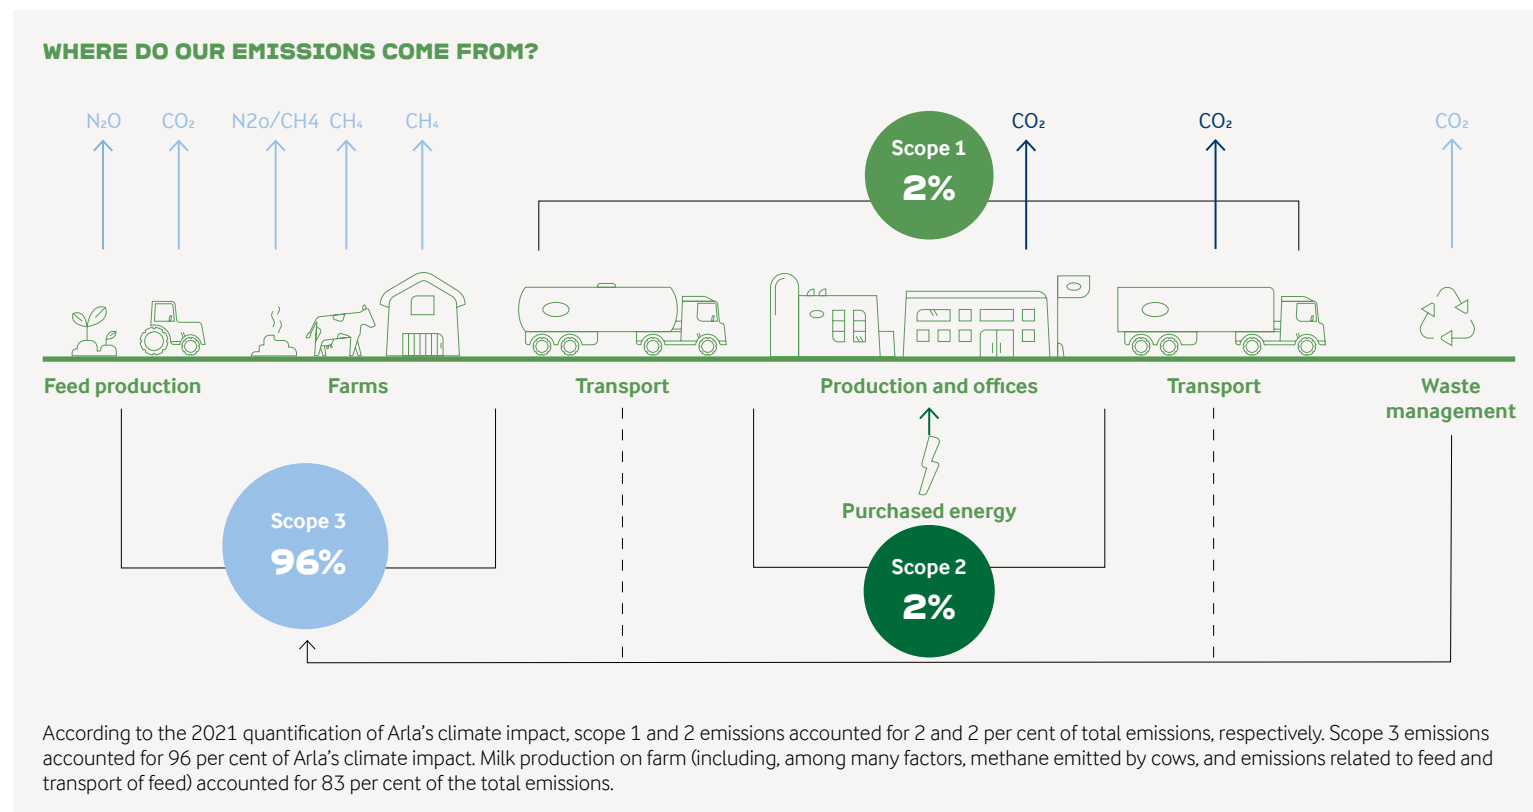 WHERE DO OUR EMISSIONS COME FROM?
N₂O
CO₂
N2o/CH4
CH₄
CH₄
Scope 1
2%
CO₂
CO₂
CO₂
Feed production
Farms
Transport
Production and offices
Transport
Waste
management
Purchased energy
Scope 3
96%
Scope 2
2%
According to the 2021 quantification of Arla’s climate impact, scope 1 and 2 emissions accounted for 2 and 2 per cent of total emissions, respectively. Scope 3 emissions
accounted for 96 per cent of Arla’s climate impact. Milk production on farm (including, among many factors, methane emitted by cows, and emissions related to feed and
transport of feed) accounted for 83 per cent of the total emissions.